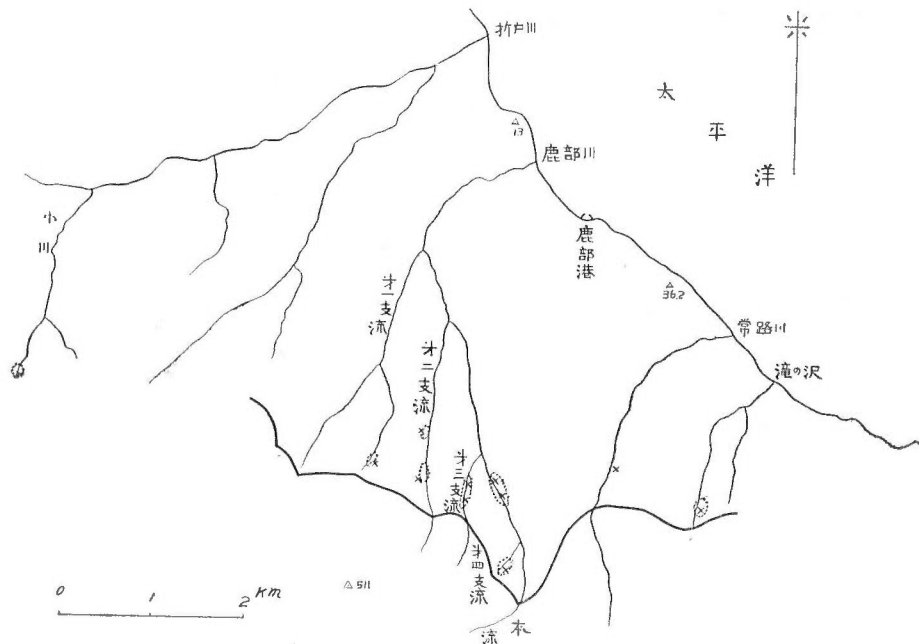 折戸川
太平洋
△13
鹿部川
小川
鹿部港
才一支流
△36.2
常路川
才二支流
滝の沢
才三支流
才四支流
△511
0 1 2 Km
本流